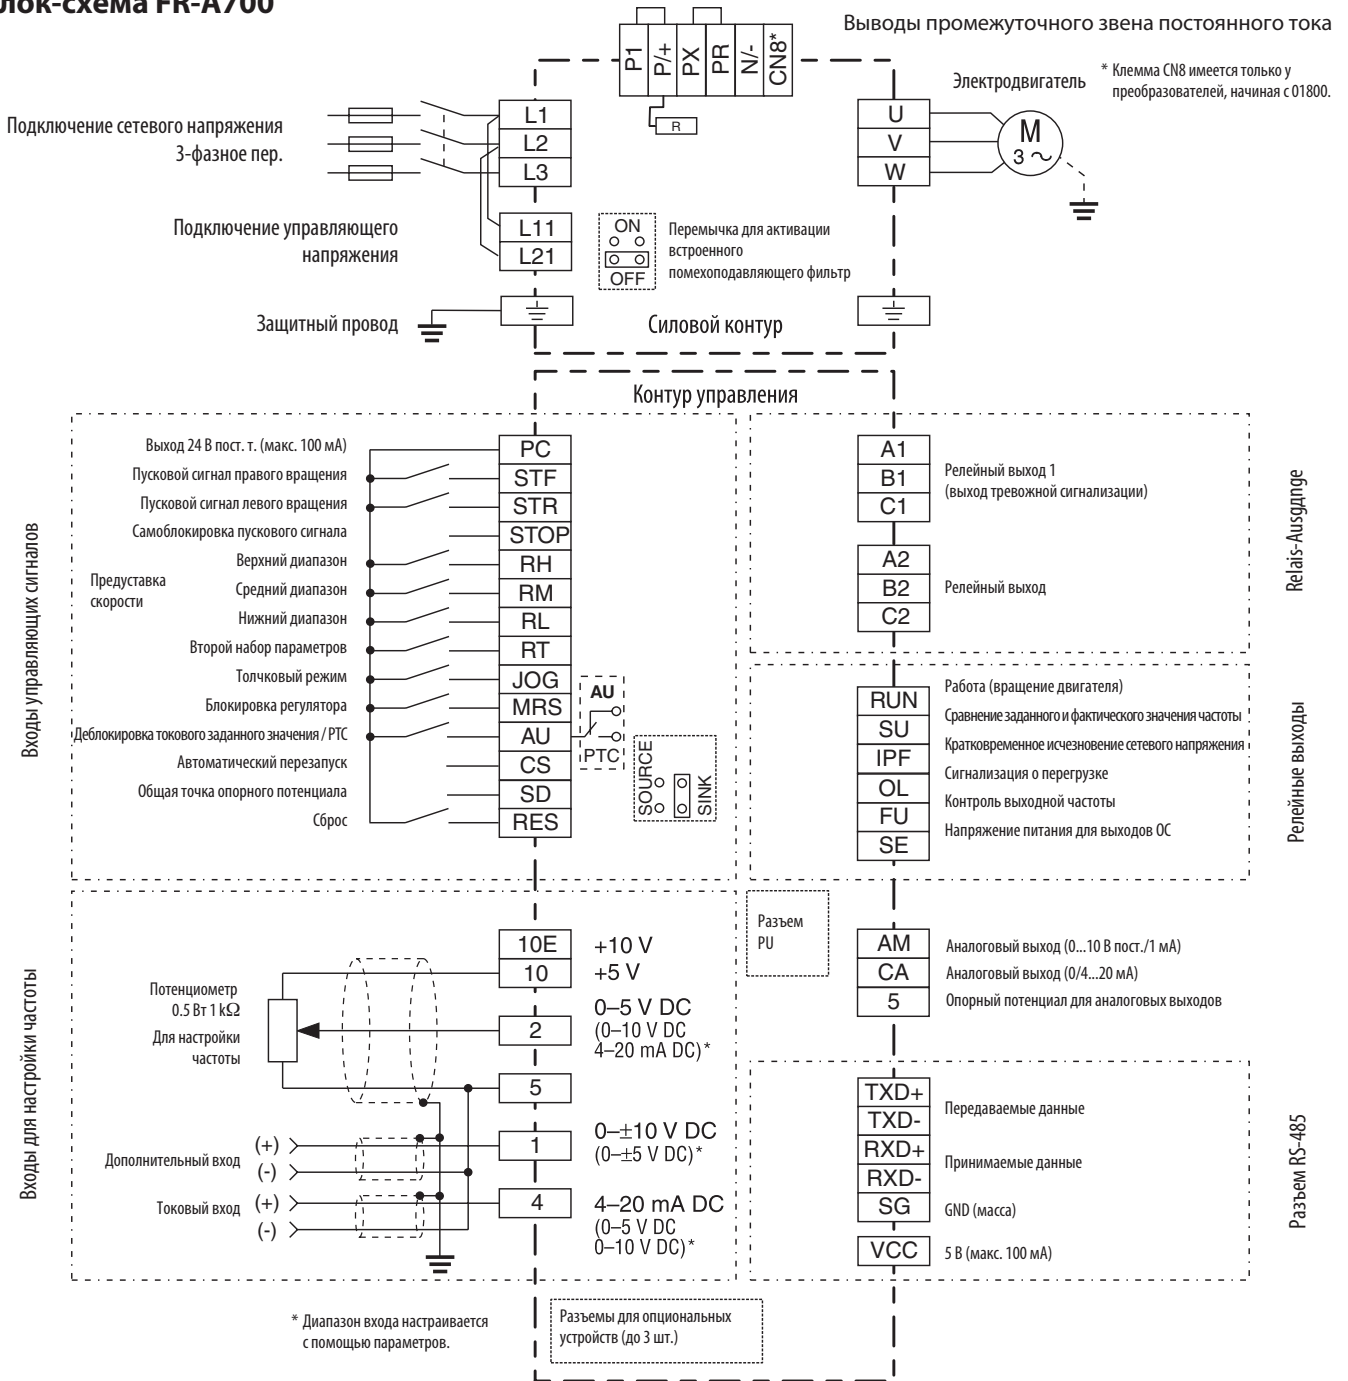 лок-схема FR-A700
Выводы промежуточного звена постоянного тока
P1
P/+
PX
PR
N/-
CN8*
Электродвигатель
* Клемма CN8 имеется только у
преобразователей, начиная с 01800.
R
Подключение сетевого напряжения
3-фазное пер.
L1
L2
L3
U
V
W
M
3
Подключение управляющего
напряжения
L11
L21
ON
OFF
Перемычка для активации
встроенного
помехоподавляющего фильтр
Защитный провод
Силовой контур
Контур управления
Входы управляющих сигналов
Выход 24 В пост. т. (макс. 100 мА)
PC
Пусковой сигнал правого вращения
STF
Пусковой сигнал левого вращения
STR
Самоблокировка пускового сигнала
STOP
Предуставка
скорости
Верхний диапазон
RH
Средний диапазон
RM
Нижний диапазон
RL
Второй набор параметров
RT
Толчковый режим
JOG
Блокировка регулятора
MRS
Деблокировка токового заданного значения / PTC
AU
Автоматический перезапуск
CS
Общая точка опорного потенциала
SD
Сброс
RES
AU
PTC
SOURCE
SINK
A1
B1
C1
Релейный выход 1
(выход тревожной сигнализации)
A2
B2
C2
Релейный выход
Relais-Ausgдnge
RUN
SU
IPF
OL
FU
SE
Работа (вращение двигателя)
Сравнение заданного и фактического значения частоты
Кратковременное исчезновение сетевого напряжения
Сигнализация о перегрузке
Контроль выходной частоты
Напряжение питания для выходов ОС
Релейные выходы
Разъем
PU
AM
CA
5
Аналоговый выход (0...10 В пост./1 мА)
Аналоговый выход (0/4...20 мА)
Опорный потенциал для аналоговых выходов
Входы для настройки частоты
Потенциометр
0.5 Вт 1 kΩ
Для настройки
частоты
10E
+10 V
10
+5 V
2
0–5 V DC
(0–10 V DC
4–20 mA DC)*
5
Дополнительный вход
(+)
(-)
1
0–±10 V DC
(0–±5 V DC)*
Токовый вход
(+)
(-)
4
4–20 mA DC
(0–5 V DC
0–10 V DC)*
TXD+
TXD-
RXD+
RXD-
SG
VCC
Передаваемые данные
Принимаемые данные
GND (масса)
5 В (макс. 100 мА)
Разъем RS-485
* Диапазон входа настраивается
с помощью параметров.
Разъемы для опциональных
устройств (до 3 шт.)